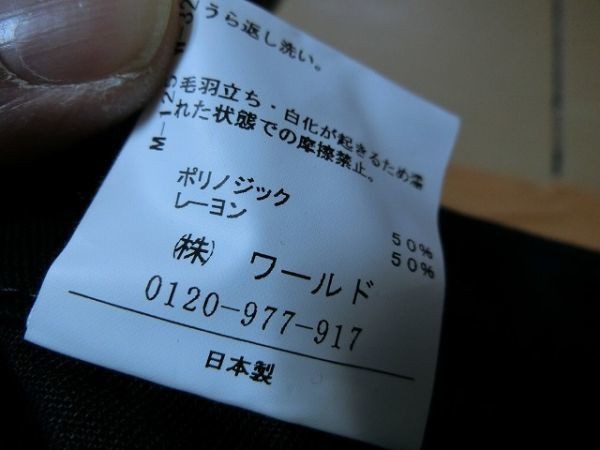 うら返し洗い。
毛羽立ち・白化が起きるため濡
れた状態での摩擦禁止。
ポリノジック 50%
レーヨン 50%
㈱ ワールド
0120-977-917
日本製